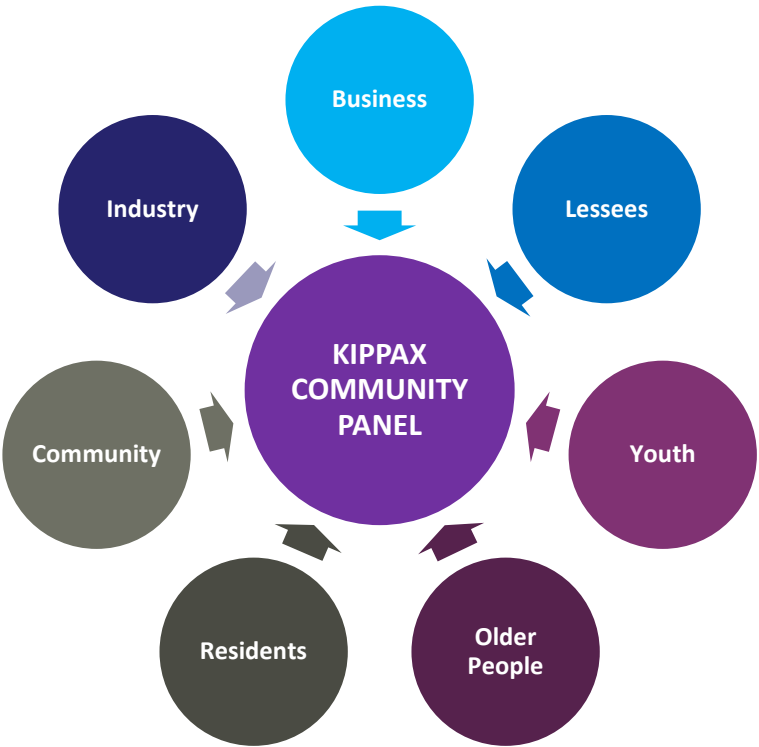 Business
Industry
Lessees
KIPPAX
COMMUNITY
PANEL
Community
Youth
Residents
Older
People